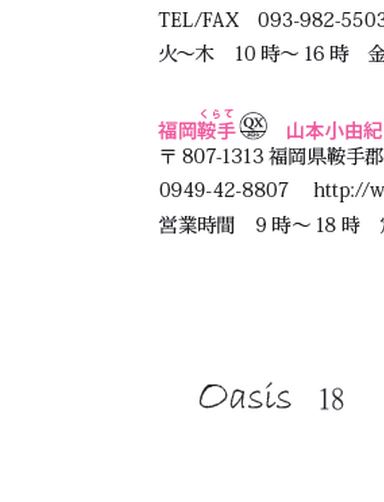 TEL/FAX 093-982-5503
火〜木 10時〜16時 金
くらて
福岡鞍手 QX 山本小由紀
〒807-1313 福岡県鞍手郡
0949-42-8807 http://w
営業時間 9時〜18時
Oasis 18